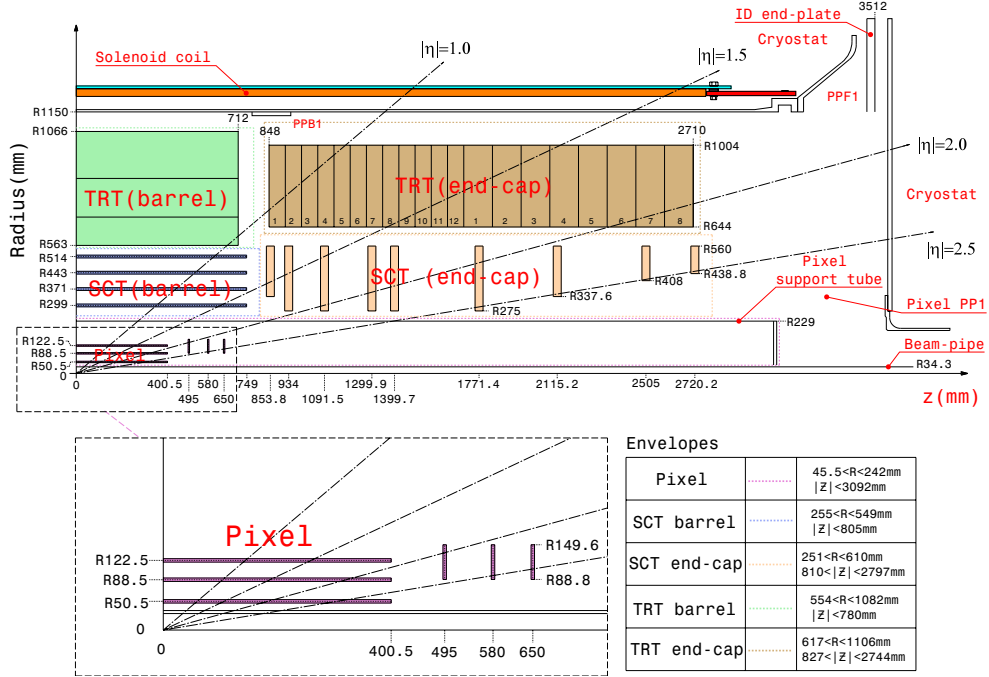 3512
ID end-plate
Cryostat
|η|=1.0
|η|=1.5
Solenoid coil
PPF1
R1150
712
PPB1
R1066
848
2710
R1004
|η|=2.0
Radius(mm)
TRT(barrel)
TRT(end-cap)
Cryostat
1 2 3 4 5 6 7 8 9 10 11 12 1 2 3 4 5 6 7 8
R644
R563
R560
|η|=2.5
R514
Pixel
support tube
R443
SCT (end-cap)
R438.8
R408
R371
SCT(barrel)
R337.6
R299
R275
Pixel PP1
R229
R122.5
Pixel
R88.5
Beam-pipe
R50.5
R34.3
0
0 400.5 580 749 934 1299.9 1771.4 2115.2 2505 2720.2
495 650 853.8 1091.5 1399.7
z(mm)
Pixel
R149.6
R122.5
R88.5
R88.8
R50.5
0
0 400.5 495 580 650
Envelopes
Pixel 45.5<R<242mm
|Z|<3092mm
SCT barrel 255<R<549mm
|Z|<805mm
SCT end-cap 251<R<610mm
810<|Z|<2797mm
TRT barrel 554<R<1082mm
|Z|<780mm
TRT end-cap 617<R<1106mm
827<|Z|<2744mm